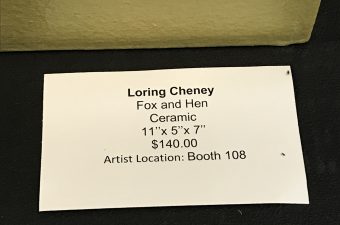 Loring Cheney
Fox and Hen
Ceramic
11''x 5''x 7''
$140.00
Artist Location: Booth 108